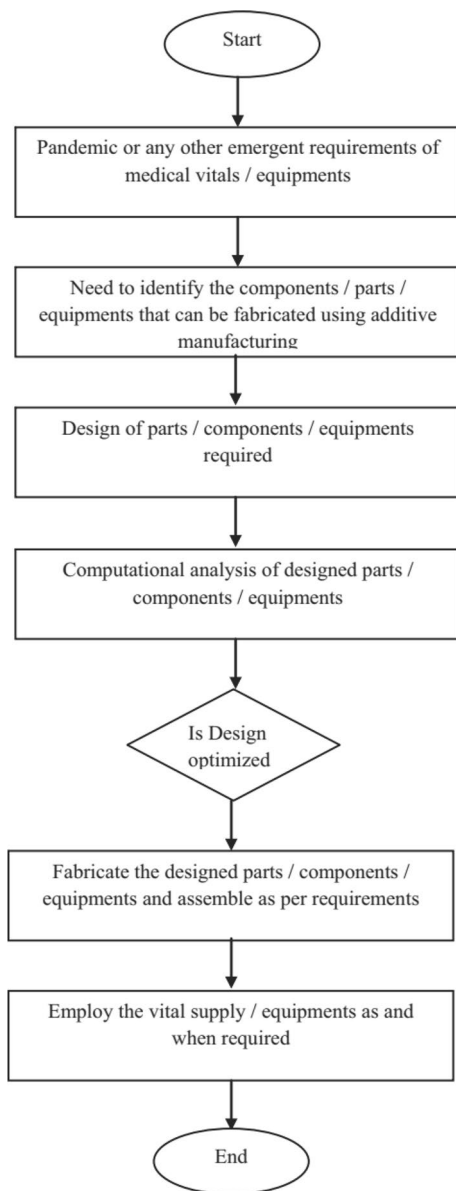 Start
Pandemic or any other emergent requirements of
medical vitals / equipments
Need to identify the components / parts /
equipments that can be fabricated using additive
manufacturing
Design of parts / components / equipments
required
Computational analysis of designed parts /
components / equipments
Is Design
optimized
Fabricate the designed parts / components /
equipments and assemble as per requirements
Employ the vital supply / equipments as and
when required
End